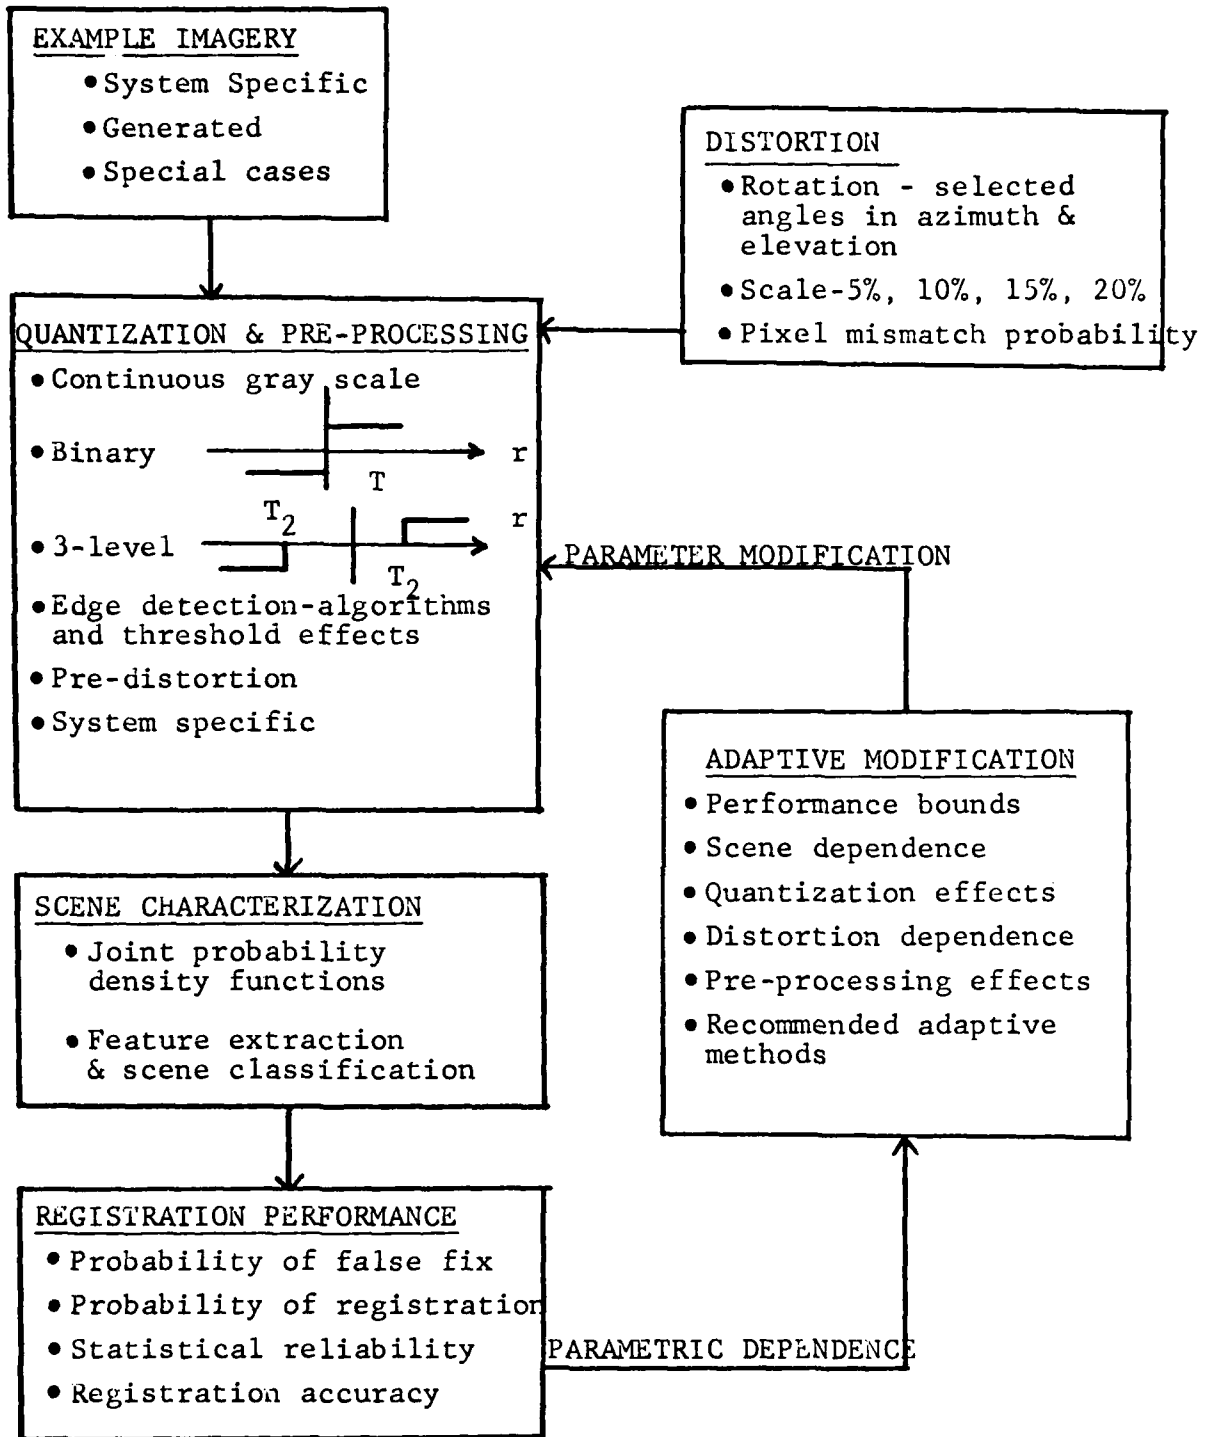 EXAMPLE IMAGERY
• System Specific
• Generated
• Special cases
DISTORTION
• Rotation - selected
angles in azimuth &
elevation
• Scale-5%, 10%, 15%, 20%
• Pixel mismatch probability
QUANTIZATION & PRE-PROCESSING
• Continuous gray scale
• Binary
r
T
T2
r
• 3-level
T2
• Edge detection-algorithms
and threshold effects
• Pre-distortion
• System specific
PARAMETER MODIFICATION
ADAPTIVE MODIFICATION
• Performance bounds
• Scene dependence
• Quantization effects
• Distortion dependence
• Pre-processing effects
• Recommended adaptive
methods
SCENE CHARACTERIZATION
• Joint probability
density functions
• Feature extraction
& scene classification
REGISTRATION PERFORMANCE
• Probability of false fix
• Probability of registration
• Statistical reliability
• Registration accuracy
PARAMETRIC DEPENDENCE